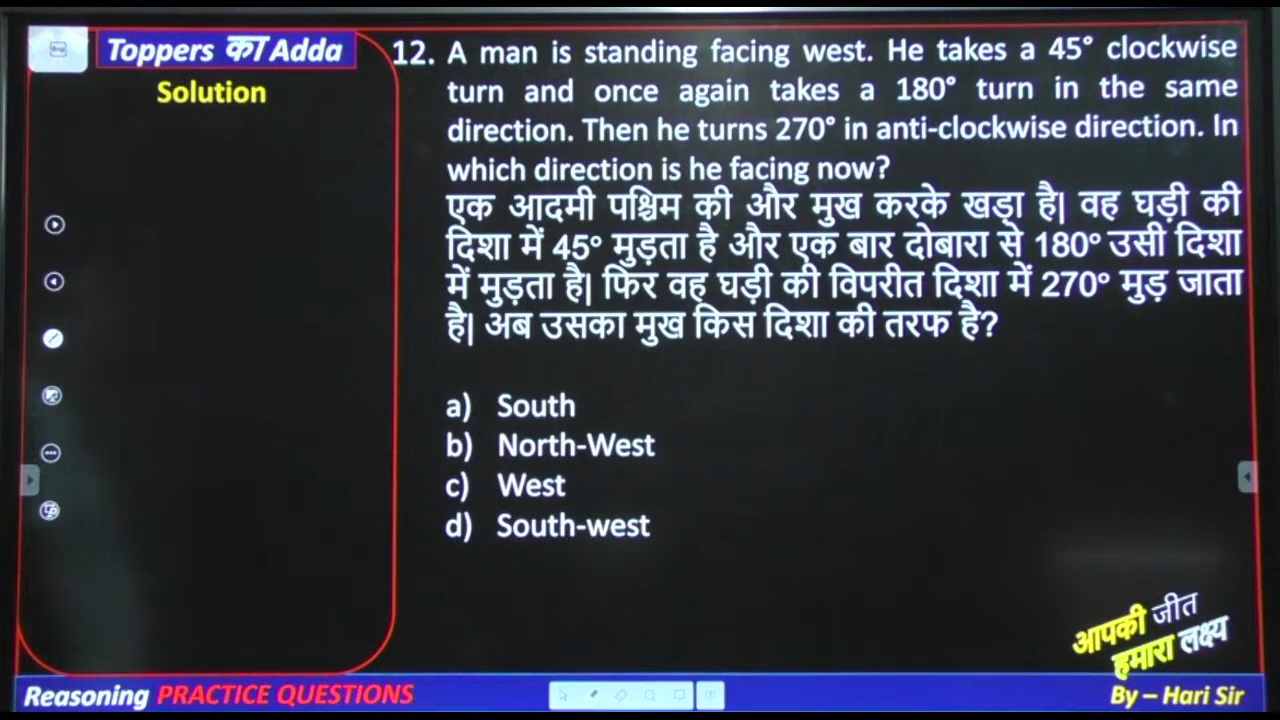 Toppers का Adda
Solution
12. A man is standing facing west. He takes a 45° clockwise
turn and once again takes a 180° turn in the same
direction. Then he turns 270° in anti-clockwise direction. In
which direction is he facing now?
एक आदमी पश्चिम की और मुख करके खड़ा है| वह घड़ी की
दिशा में 45° मुड़ता है और एक बार दोबारा से 180° उसी दिशा
में मुड़ता है| फिर वह घड़ी की विपरीत दिशा में 270° मुड़ जाता
है| अब उसका मुख किस दिशा की तरफ है?
a) South
b) North-West
c) West
d) South-west
आपकी जीत
हमारा लक्ष्य
Reasoning PRACTICE QUESTIONS
By – Hari Sir